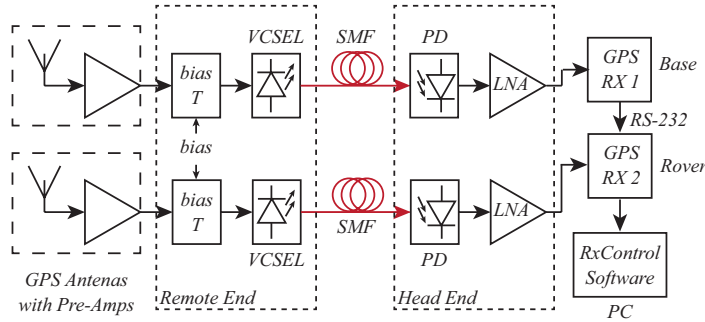 VCSEL
SMF
PD
bias
T
LNA
GPS
RX 1
Base
RS-232
bias
bias
T
VCSEL
SMF
PD
LNA
GPS
RX 2
Rover
GPS Antenas
with Pre-Amps
Remote End
Head End
RxControl
Software
PC